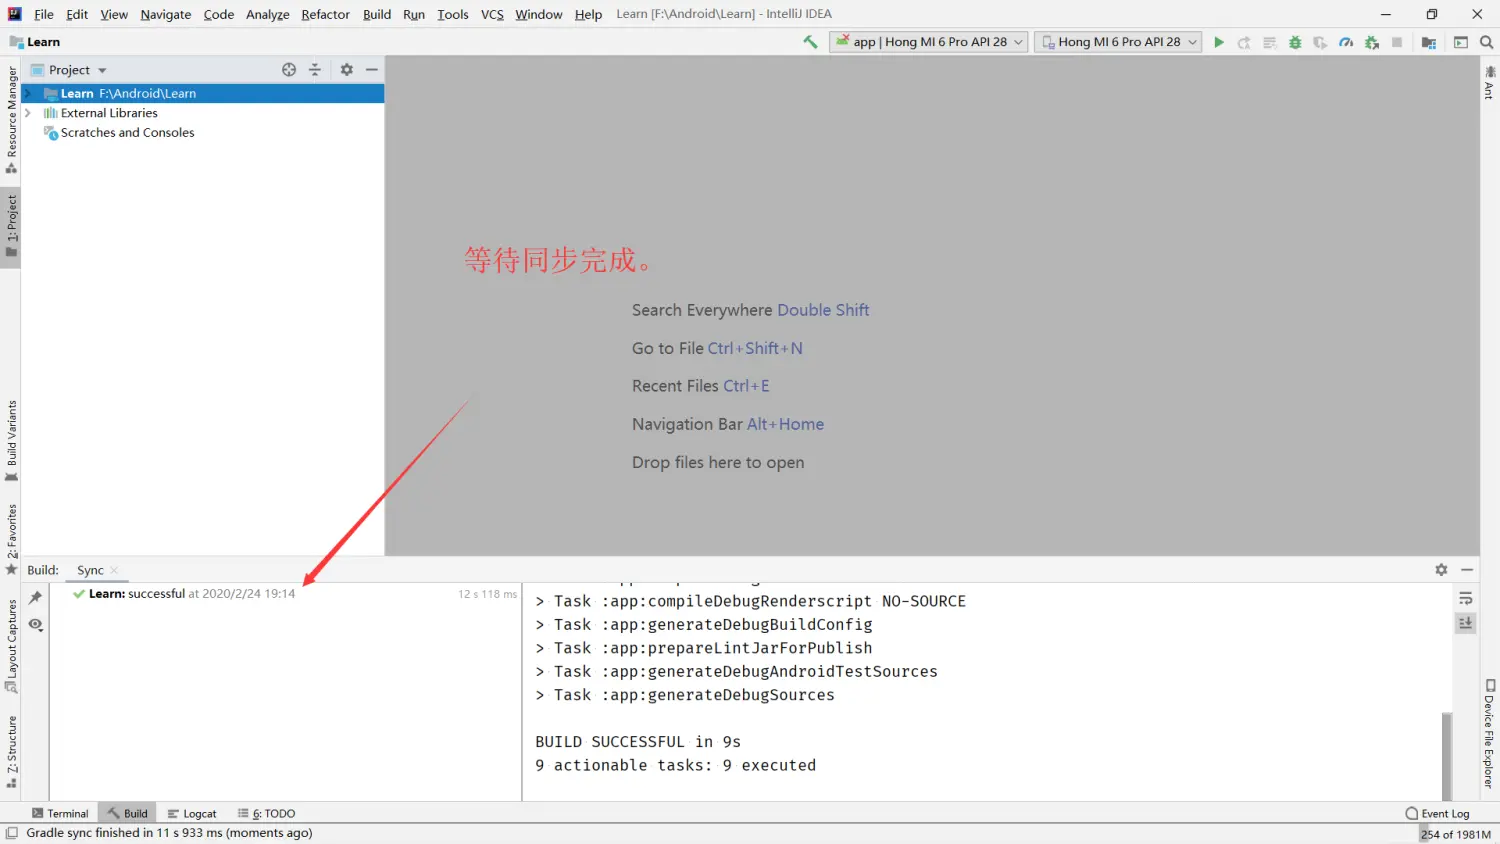 File Edit View Navigate Code Analyze Refactor Build Run Tools VCS Window Help Learn [F:\Android\Learn] - IntelliJ IDEA
Learn
app | Hong MI 6 Pro API 28
Hong MI 6 Pro API 28
Project
Learn F:\Android\Learn
External Libraries
Scratches and Consoles
Resource Manager
1: Project
Build Variants
2: Favorites
Layout Captures
Z: Structure
Ant
Device File Explorer
等待同步完成。
Search Everywhere Double Shift
Go to File Ctrl+Shift+N
Recent Files Ctrl+E
Navigation Bar Alt+Home
Drop files here to open
Build: Sync
Learn: successful at 2020/2/24 19:14
12 s 118 ms
> Task :app:compileDebugRenderscript NO-SOURCE
> Task :app:generateDebugBuildConfig
> Task :app:prepareLintJarForPublish
> Task :app:generateDebugAndroidTestSources
> Task :app:generateDebugSources
BUILD SUCCESSFUL in 9s
9 actionable tasks: 9 executed
Terminal Build Logcat 6: TODO
Event Log
Gradle sync finished in 11 s 933 ms (moments ago)
254 of 1981M